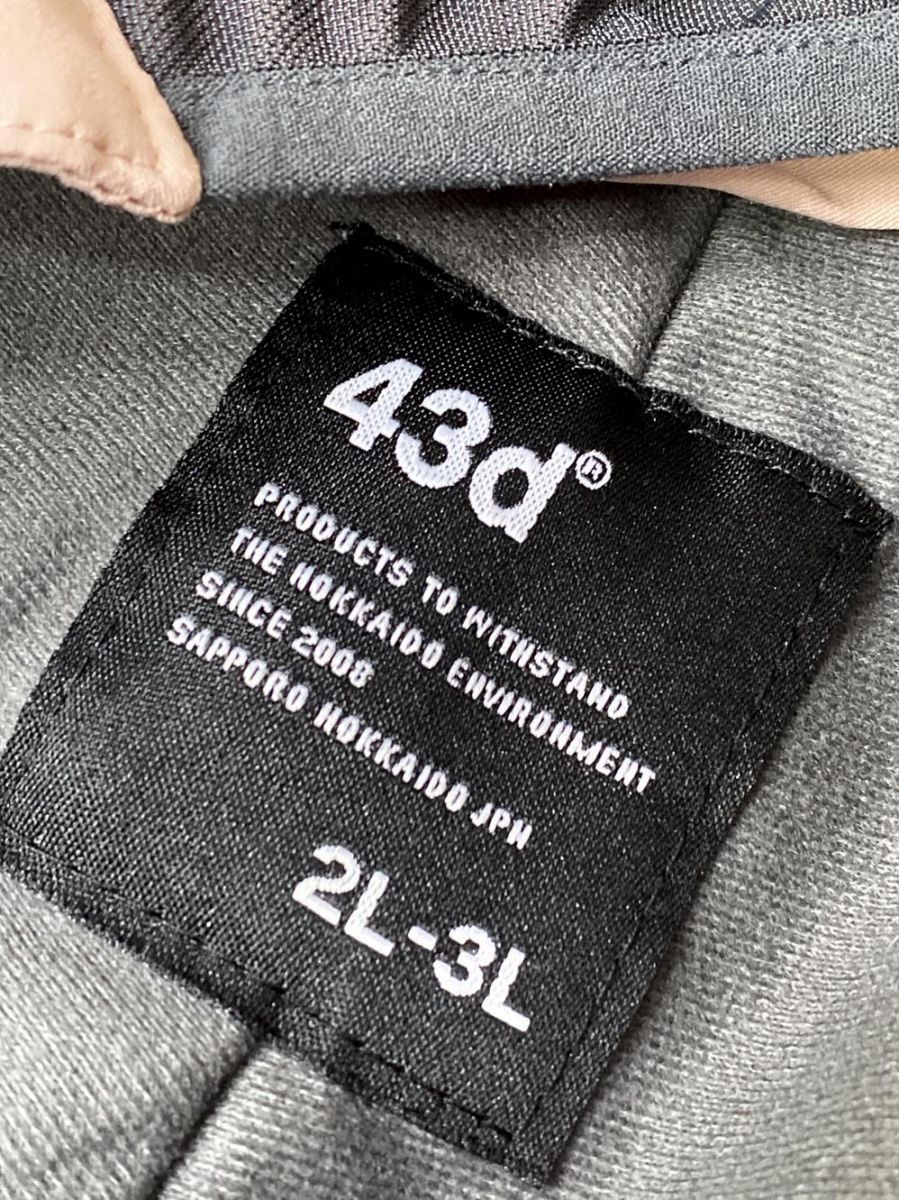 43d®
PRODUCTS TO WITHSTAND
THE HOKKAIDO ENVIRONMENT
SINCE 2008
SAPPORO HOKKAIDO JPN
2L-3L